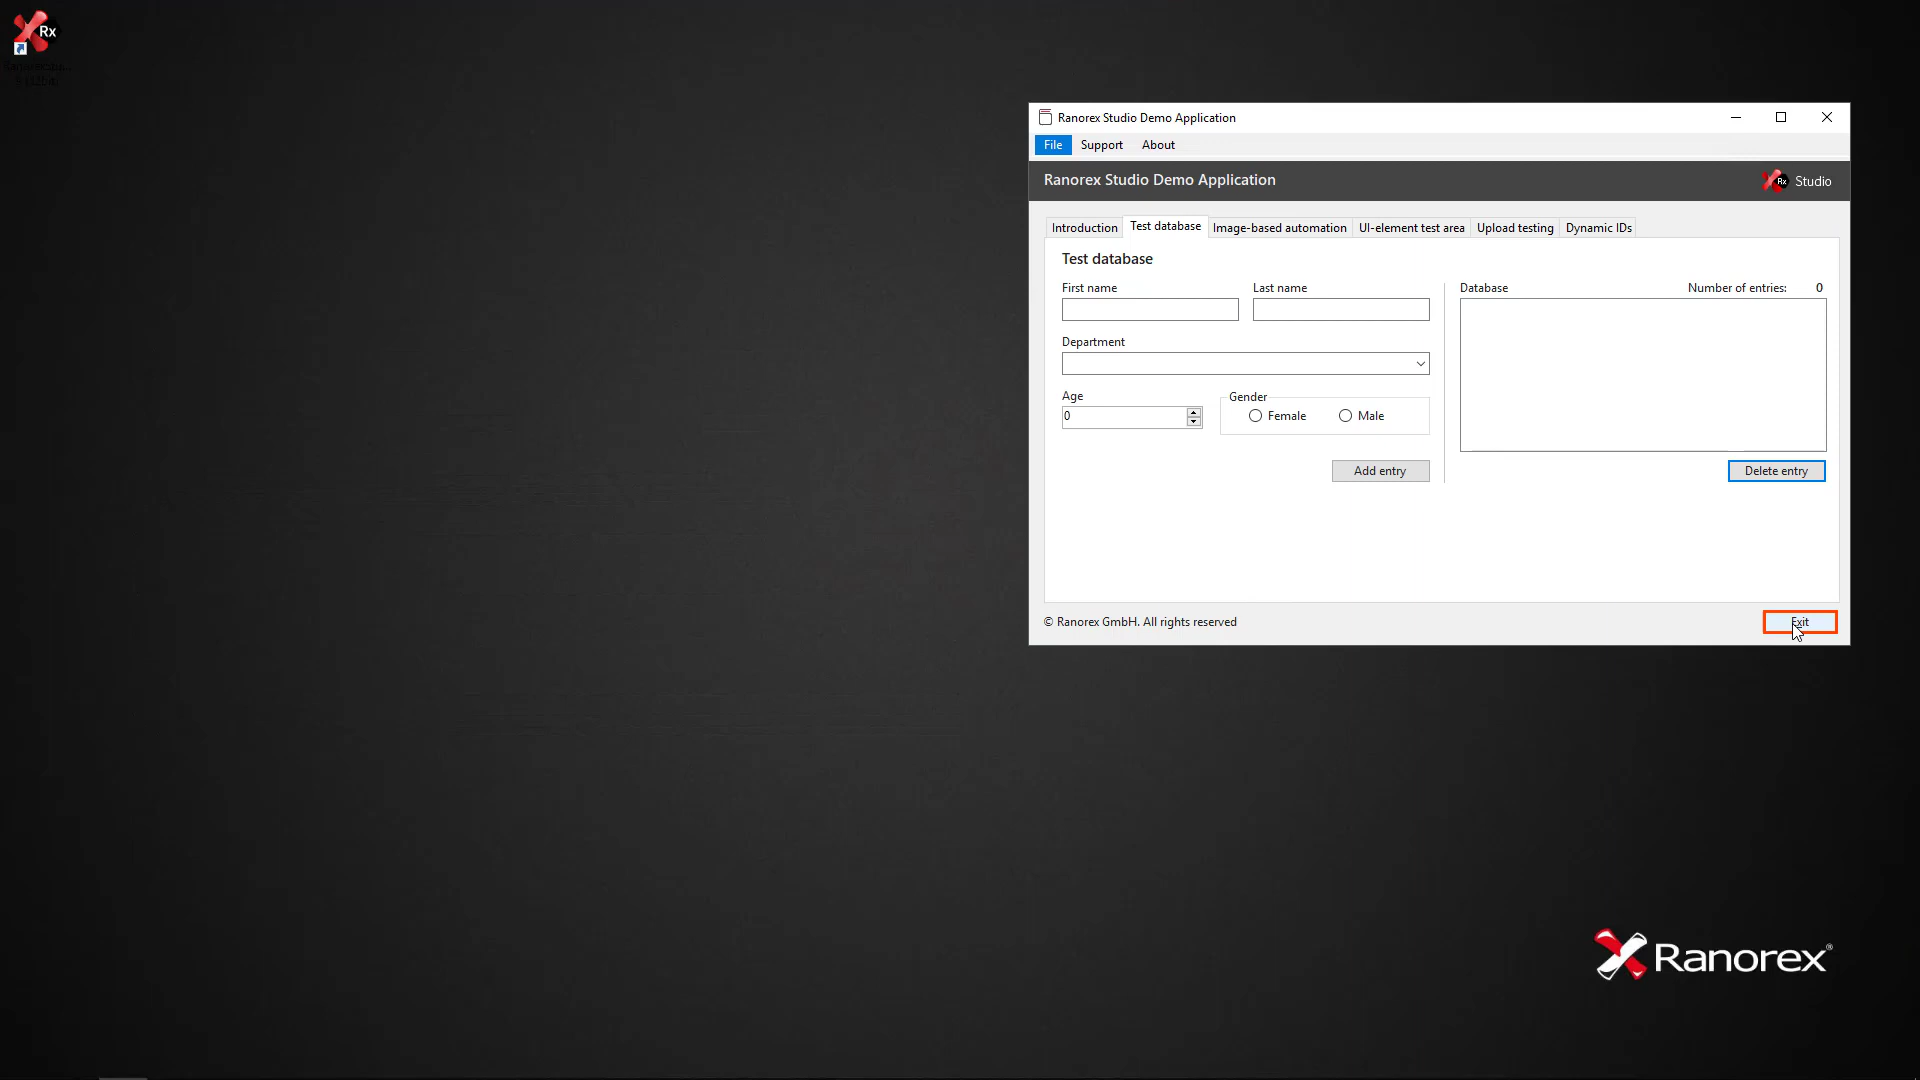 Rx
Ranorex Studio Demo Application
File Support About
Ranorex Studio Demo Application
Rx Studio
Introduction Test database Image-based automation UI-element test area Upload testing Dynamic IDs
Test database
First name Last name Database Number of entries: 0
Department
Age Gender
0 Female Male
Add entry Delete entry
© Ranorex GmbH. All rights reserved Exit
Ranorex®